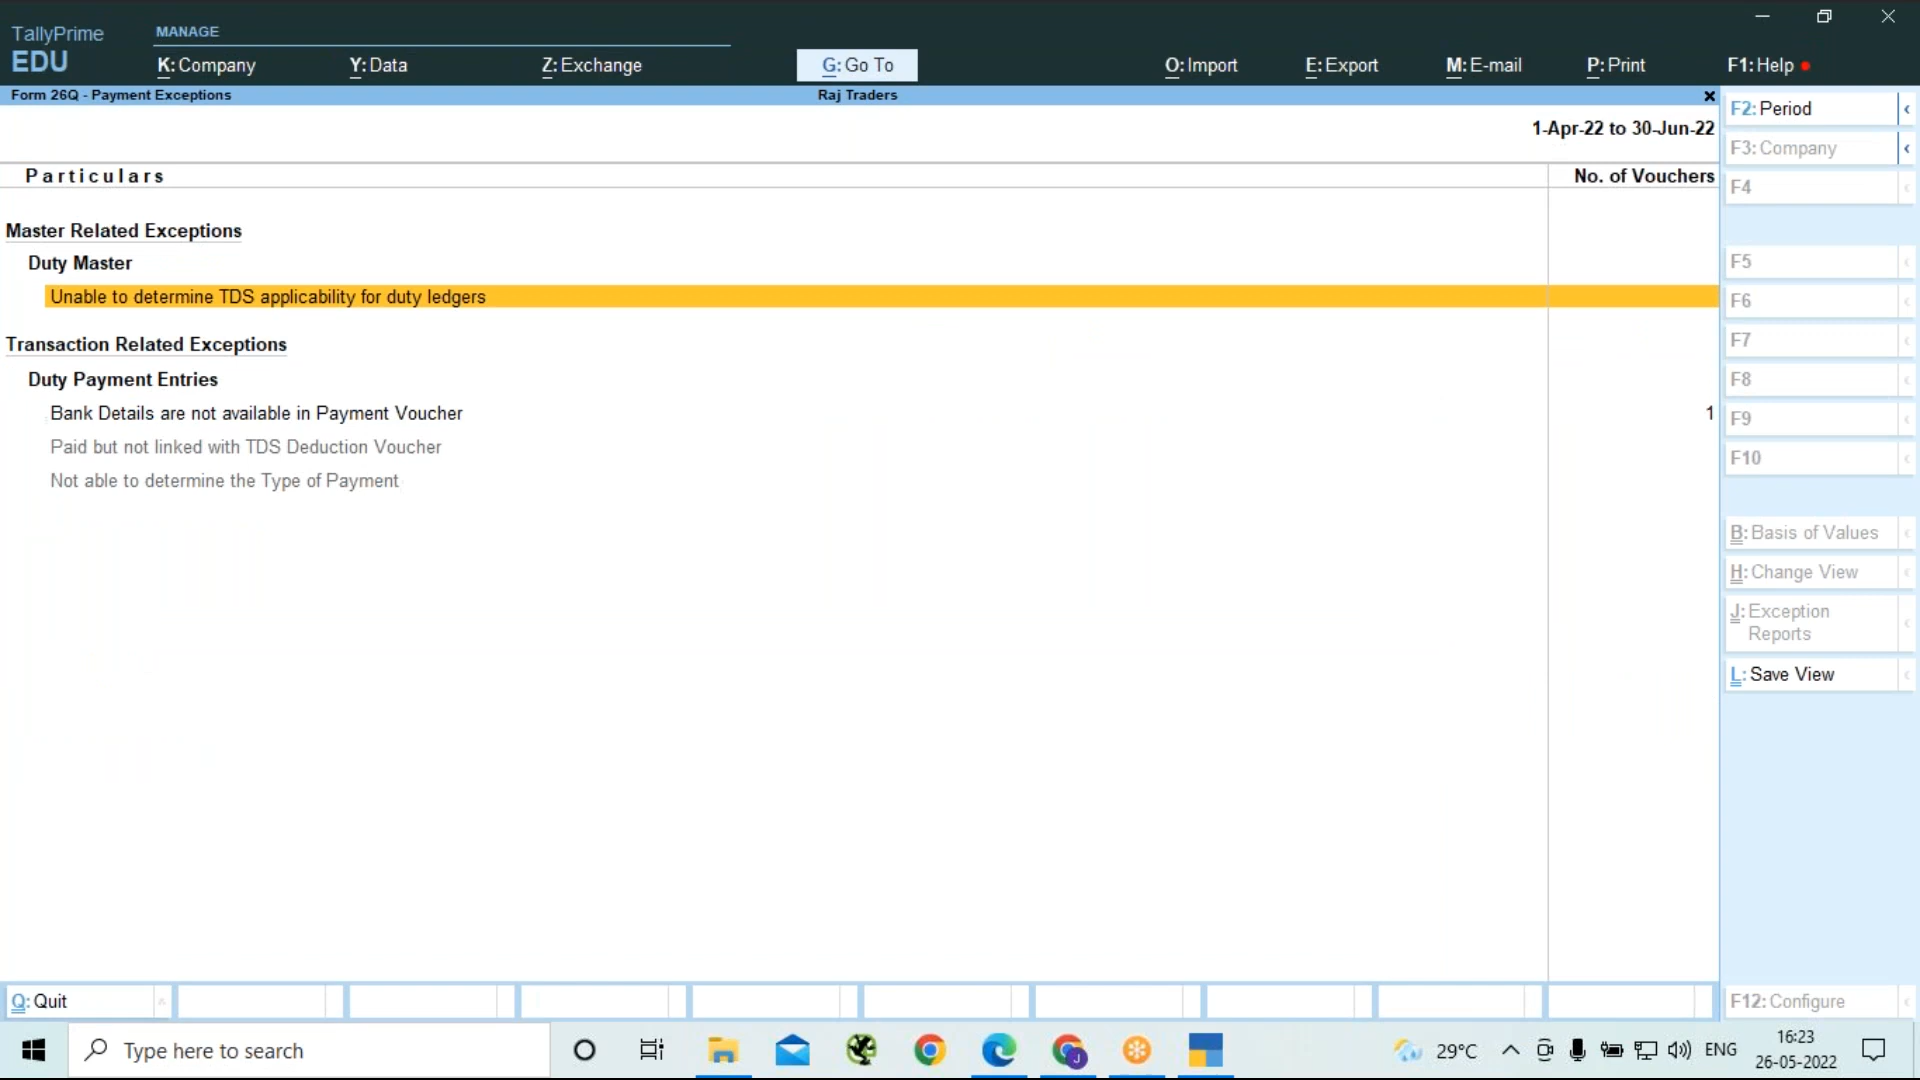 TallyPrime
EDU
MANAGE
K: Company
Y: Data
Z: Exchange
G: Go To
O: Import
E: Export
M: E-mail
P: Print
F1: Help
Form 26Q - Payment Exceptions
Raj Traders
1-Apr-22 to 30-Jun-22
Particulars
No. of Vouchers
Master Related Exceptions
Duty Master
Unable to determine TDS applicability for duty ledgers
Transaction Related Exceptions
Duty Payment Entries
Bank Details are not available in Payment Voucher
1
Paid but not linked with TDS Deduction Voucher
Not able to determine the Type of Payment
F2: Period
F3: Company
F4
F5
F6
F7
F8
F9
F10
B: Basis of Values
H: Change View
J: Exception
Reports
L: Save View
Q: Quit
F12: Configure
Type here to search
29°C
ENG
16:23
26-05-2022